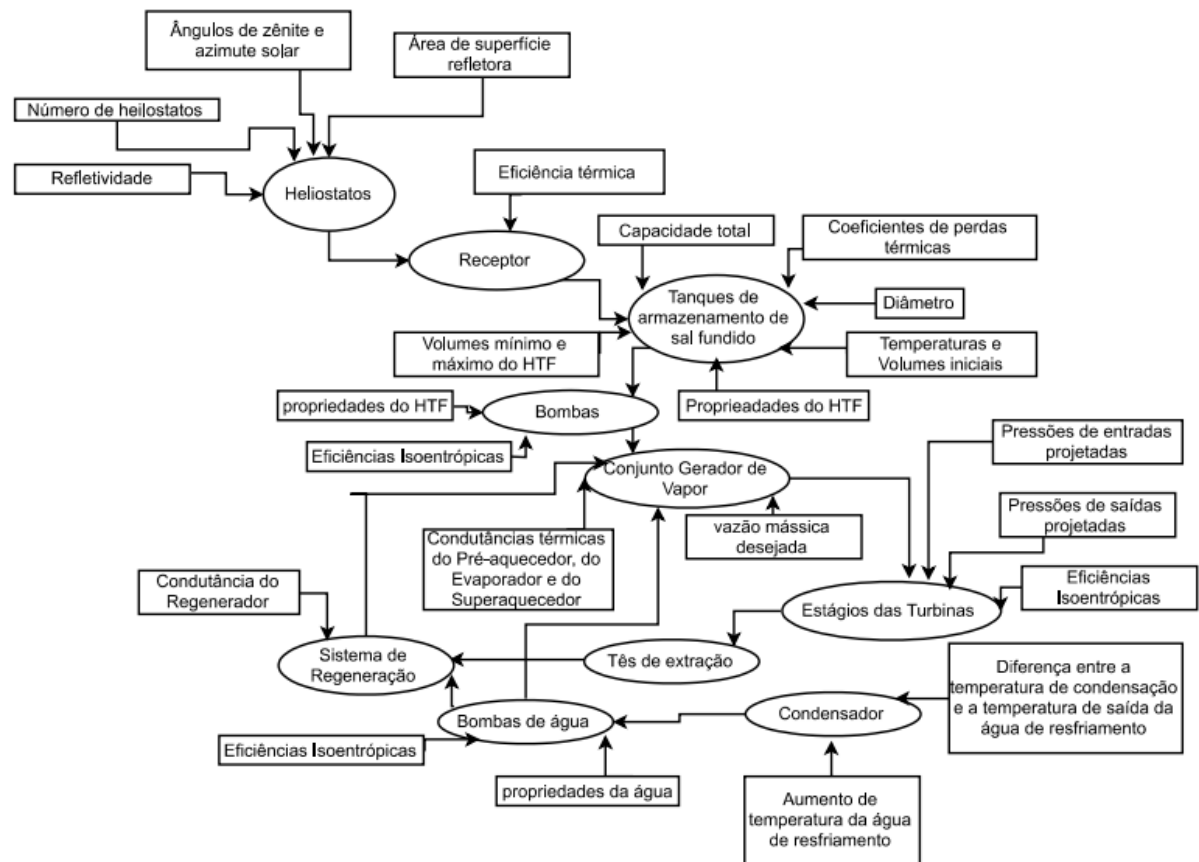 Ângulos de zênite e
azimute solar
Área de superfície
refletora
Número de heilostatos
Refletividade
Heliostatos
Eficiência térmica
Receptor
Capacidade total
Coeficientes de perdas
térmicas
Tanques de
armazenamento de
sal fundido
Diâmetro
Volumes mínimo e
máximo do HTF
Temperaturas e
Volumes iniciais
propriedades do HTF
Bombas
Proprieadades do HTF
Eficiências Isoentrópicas
Pressões de entradas
projetadas
Conjunto Gerador de
Vapor
Pressões de saídas
projetadas
vazão mássica
desejada
Condutâncias térmicas
do Pré-aquecedor, do
Evaporador e do
Superaquecedor
Condutância do
Regenerador
Eficiências
Isoentrópicas
Estágios das Turbinas
Sistema de
Regeneração
Tês de extração
Diferença entre a
temperatura de condensação
e a temperatura de saída da
água de resfriamento
Bombas de água
Condensador
Eficiências Isoentrópicas
propriedades da água
Aumento de
temperatura da água
de resfriamento